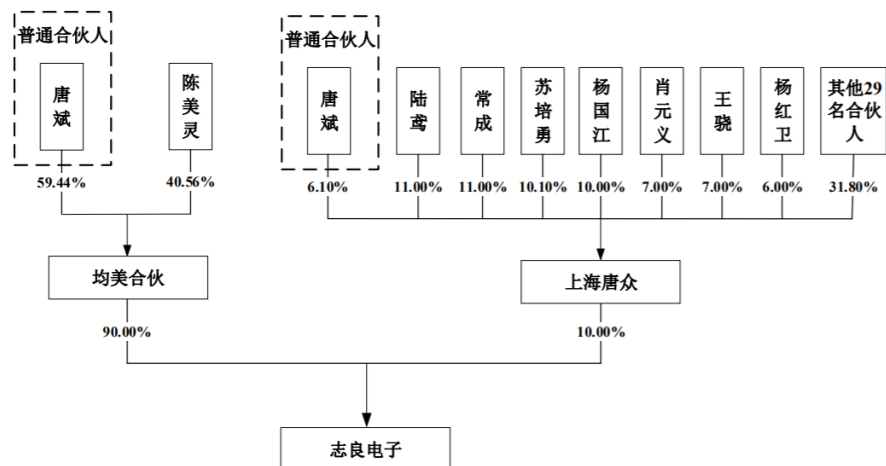 普通合伙人
普通合伙人
唐斌
陈美灵
唐斌
陆鸢
常成
苏培勇
杨国江
肖元义
王骁
杨红卫
其他29
名合伙
人
59.44%
40.56%
6.10%
11.00%
11.00%
10.10%
10.00%
7.00%
7.00%
6.00%
31.80%
均美合伙
上海唐众
90.00%
10.00%
志良电子